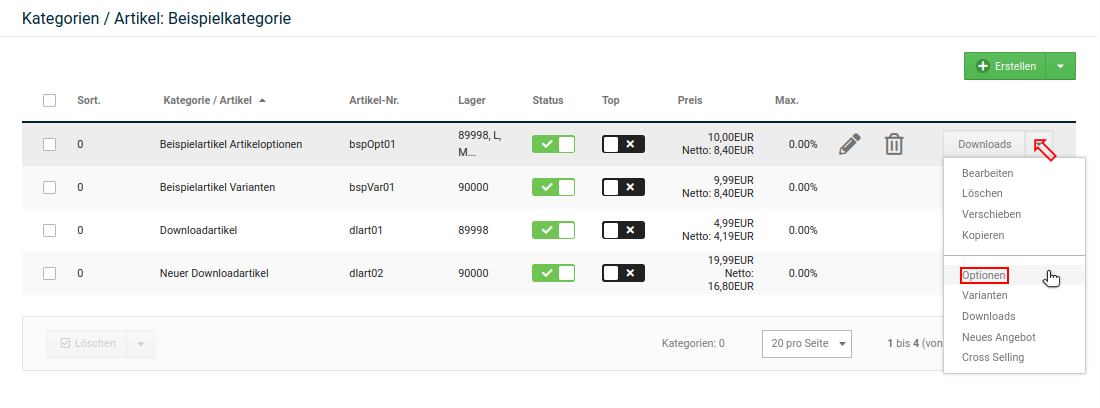 Kategorien / Artikel: Beispielkategorie
Erstellen
Sort. Kategorie / Artikel Artikel-Nr. Lager Status Top Preis Max.
0 Beispielartikel Artikeloptionen bspOpt01 89998, L, M... 10,00EUR Netto: 8,40EUR 0.00% Downloads
0 Beispielartikel Varianten bspVar01 90000 9,99EUR Netto: 8,40EUR 0.00%
0 Downloadartikel dlart01 89998 4,99EUR Netto: 4,19EUR 0.00%
0 Neuer Downloadartikel dlart02 90000 19,99EUR Netto: 16,80EUR 0.00%
Bearbeiten
Löschen
Verschieben
Kopieren
Optionen
Varianten
Downloads
Neues Angebot
Cross Selling
Löschen Kategorien: 0 20 pro Seite 1 bis 4 (von